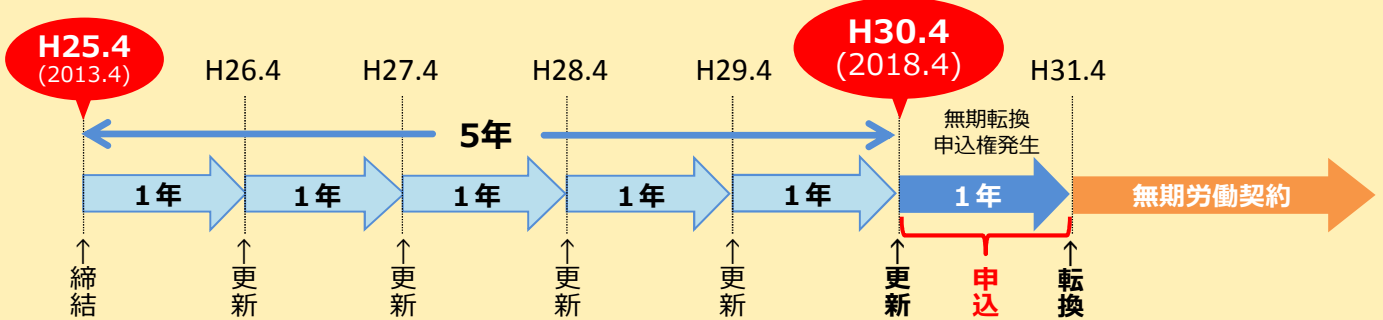 H25.4
(2013.4)
H26.4
H27.4
H28.4
H29.4
H30.4
(2018.4)
H31.4
5年
無期転換
申込権発生
1年
1年
1年
1年
1年
1年
無期労働契約
↑締結
↑更新
↑更新
↑更新
↑更新
↑更新
申込
↑転換